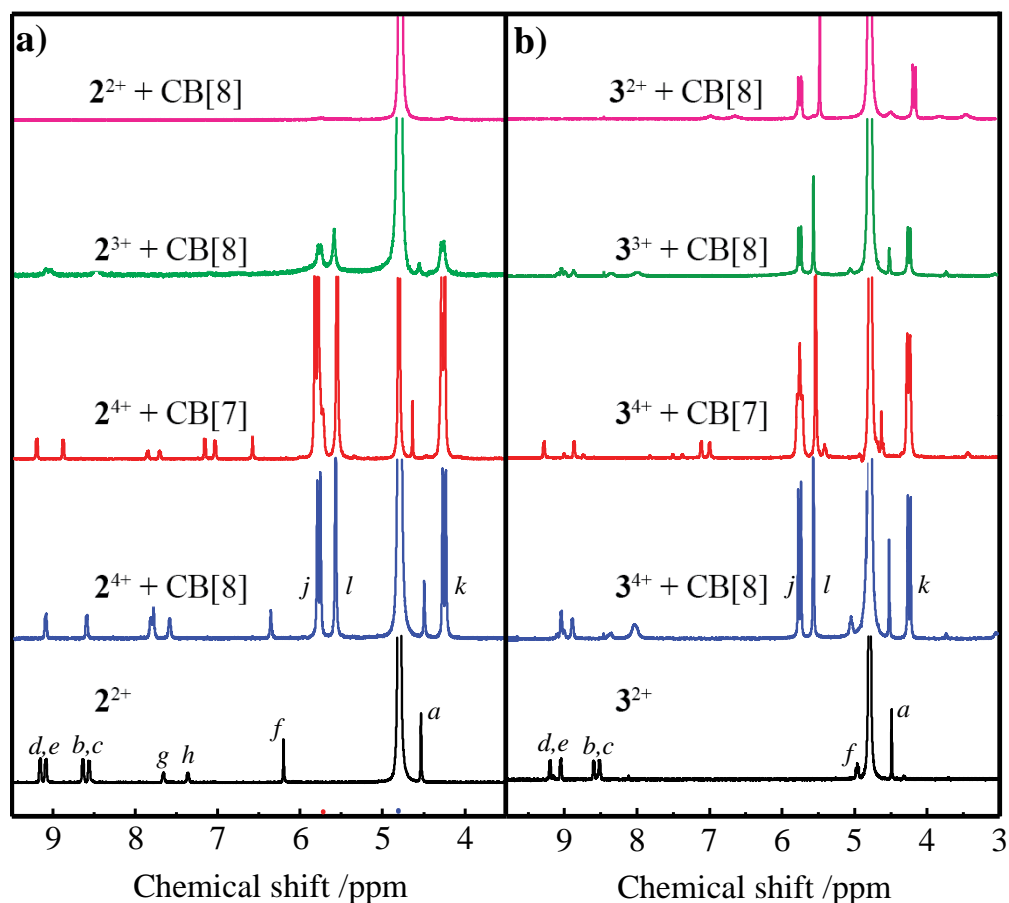 a)
2²⁺ + CB[8]
2³⁺ + CB[8]
2⁴⁺ + CB[7]
2⁴⁺ + CB[8]
j
l
k
2²⁺
d,e
b,c
g
h
f
a
9
8
7
6
5
4
Chemical shift /ppm
b)
3²⁺ + CB[8]
3³⁺ + CB[8]
3⁴⁺ + CB[7]
3⁴⁺ + CB[8]
j
l
k
3²⁺
d,e
b,c
f
a
9
8
7
6
5
4
3
Chemical shift /ppm